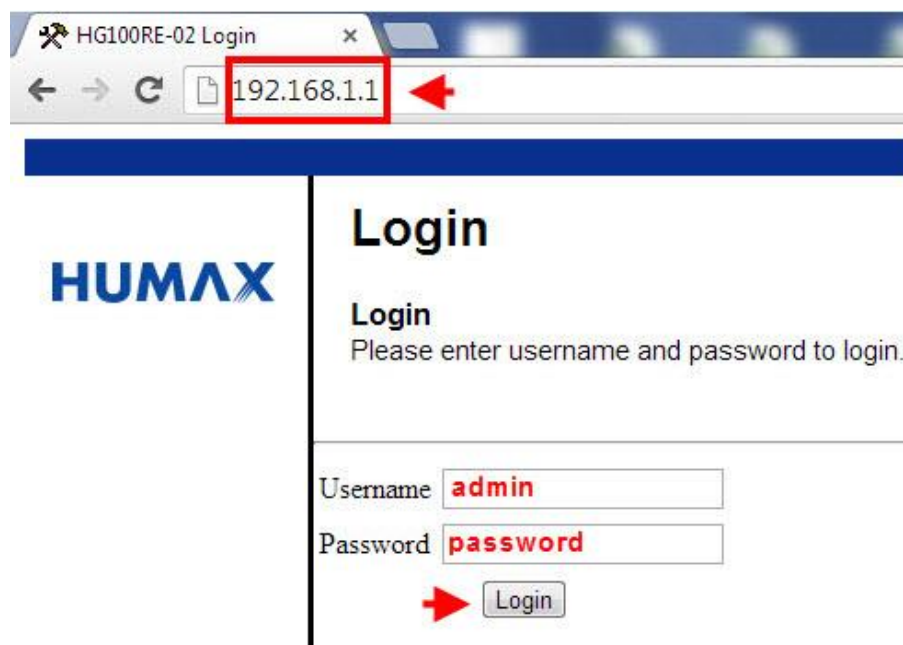 HG100RE-02 Login
192.168.1.1
HUMAX
Login
Login
Please enter username and password to login.
Username admin
Password password
Login